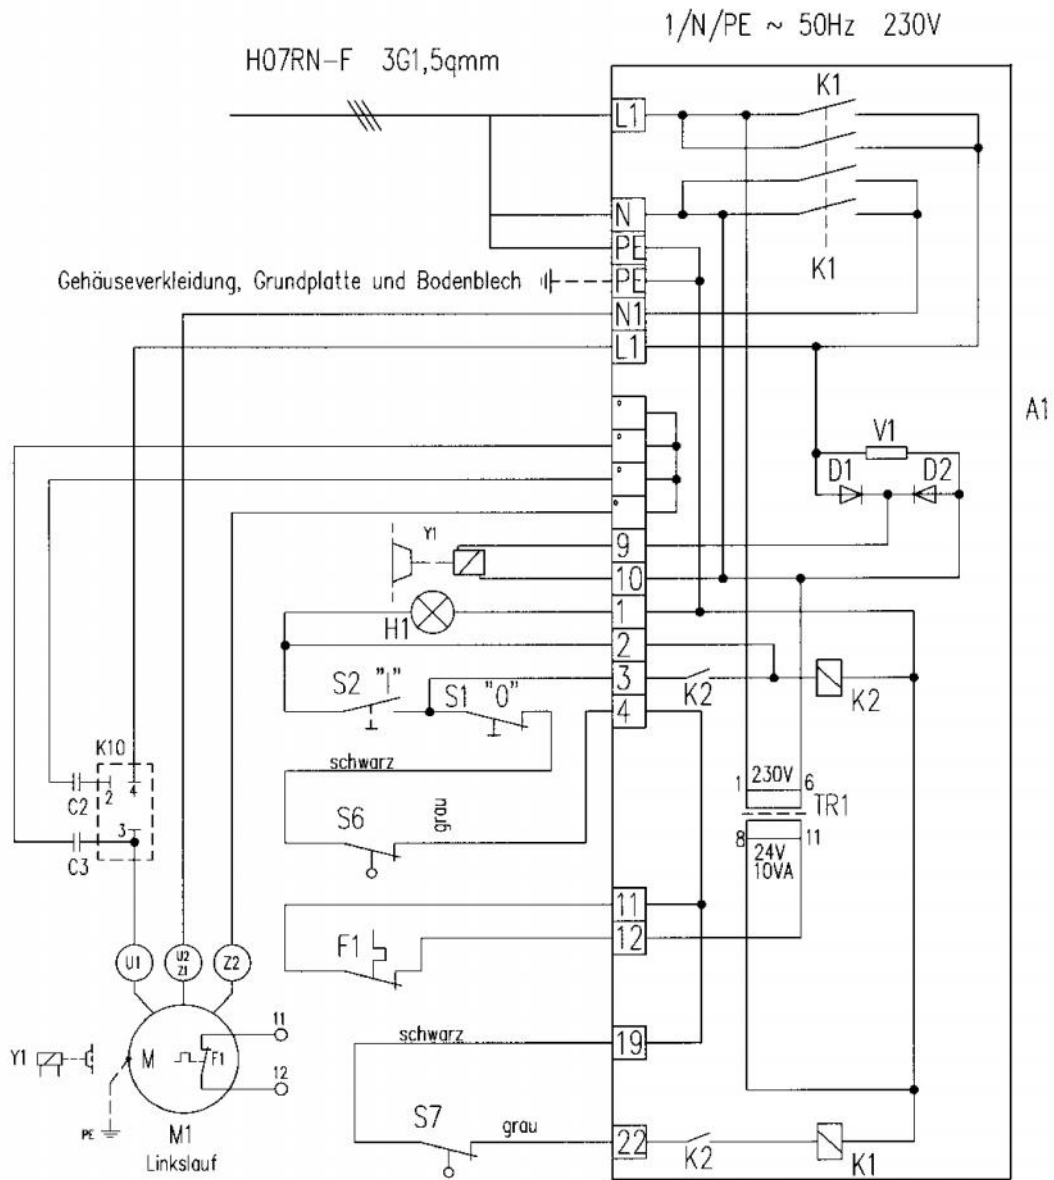 1/N/PE ~ 50Hz 230V
H07RN-F 3G1,5qmm
K1
L1
N
K1
PE
Gehäuseverkleidung, Grundplatte und Bodenblech PE
N1
L1
A1
V1
D1 D2
Y1
9
10
1
H1
2
S2 "I" S1 "O" 3 K2 K2
4
K10
schwarz
1 230V 6
2 4
C2
TR1
grau
S6
3
8 11
C3
24V
10VA
11
F1
12
U1 U2 Z1 Z2
schwarz
19
11
Y1 M F1
12
S7 grau
PE
22
M1
K2 K1
Linkslauf